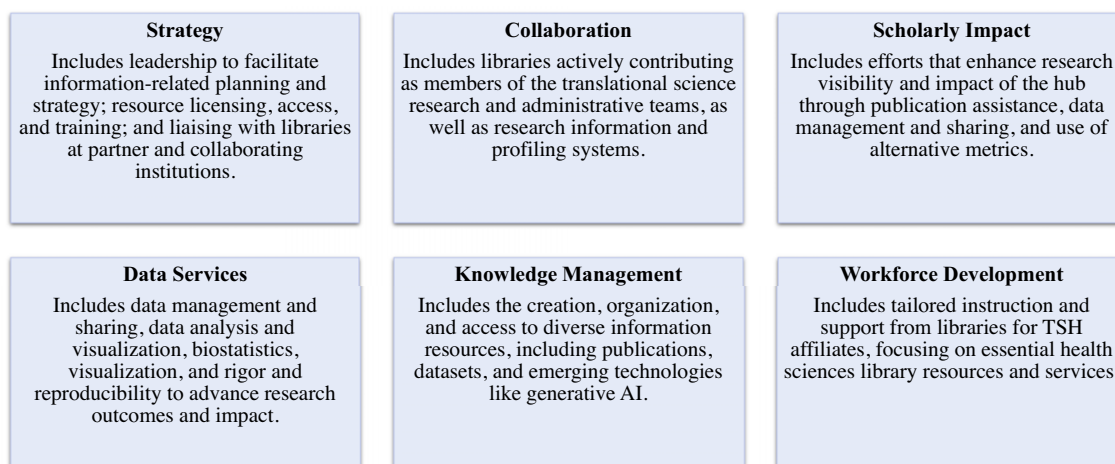 Strategy
Includes leadership to facilitate
information-related planning and
strategy; resource licensing, access,
and training; and liaising with libraries
at partner and collaborating
institutions.
Collaboration
Includes libraries actively contributing
as members of the translational science
research and administrative teams, as
well as research information and
profiling systems.
Scholarly Impact
Includes efforts that enhance research
visibility and impact of the hub
through publication assistance, data
management and sharing, and use of
alternative metrics.
Data Services
Includes data management and
sharing, data analysis and
visualization, biostatistics,
visualization, and rigor and
reproducibility to advance research
outcomes and impact.
Knowledge Management
Includes the creation, organization,
and access to diverse information
resources, including publications,
datasets, and emerging technologies
like generative AI.
Workforce Development
Includes tailored instruction and
support from libraries for TSH
affiliates, focusing on essential health
sciences library resources and services